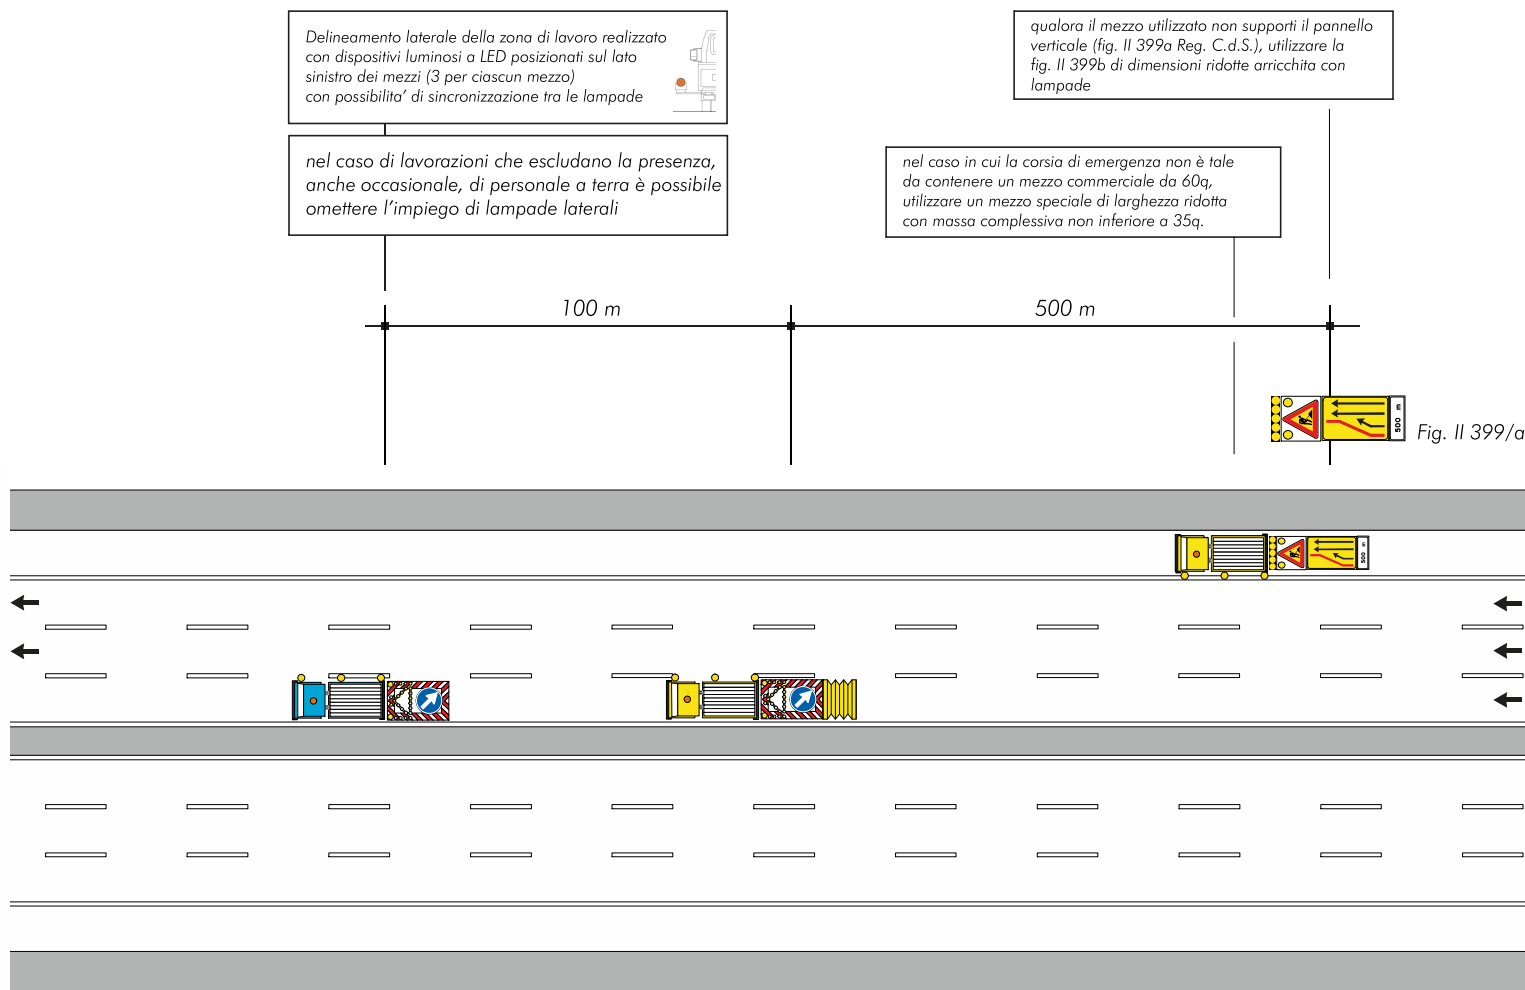 Delineamento laterale della zona di lavoro realizzato
con dispositivi luminosi a LED posizionati sul lato
sinistro dei mezzi (3 per ciascun mezzo)
con possibilita' di sincronizzazione tra le lampade
nel caso di lavorazioni che escludano la presenza,
anche occasionale, di personale a terra è possibile
omettere l'impiego di lampade laterali
qualora il mezzo utilizzato non supporti il pannello
verticale (fig. II 399a Reg. C.d.S.), utilizzare la
fig. II 399b di dimensioni ridotte arricchita con
lampade
nel caso in cui la corsia di emergenza non è tale
da contenere un mezzo commerciale da 60q,
utilizzare un mezzo speciale di larghezza ridotta
con massa complessiva non inferiore a 35q.
100 m
500 m
500 m
Fig. II 399/a
500 m